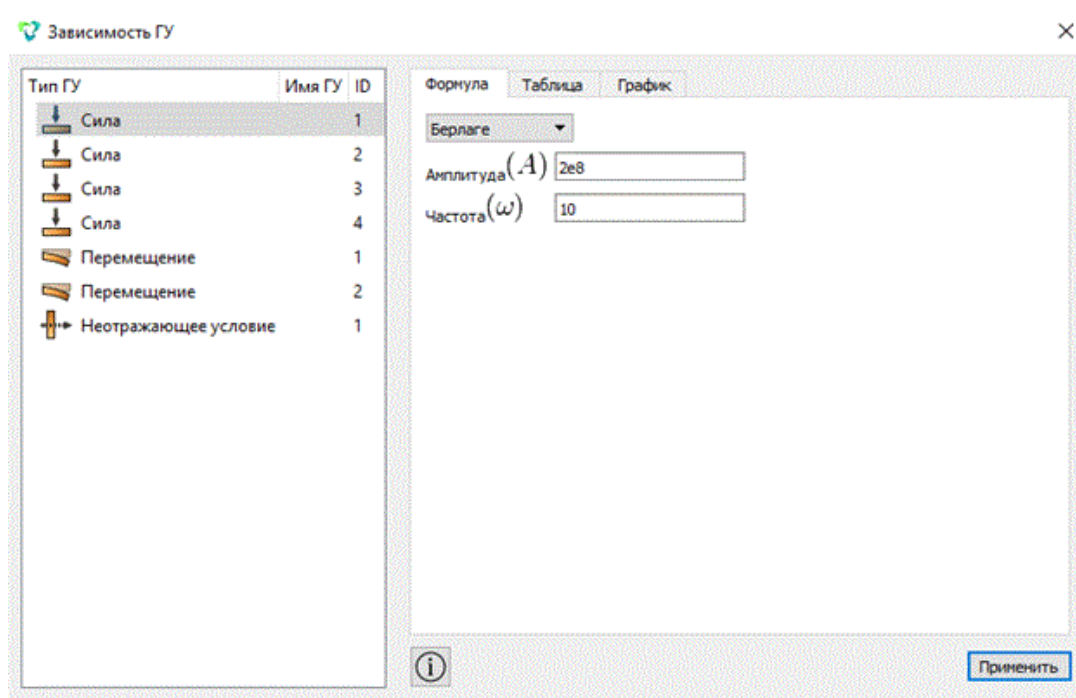 Зависимость ГУ
Тип ГУ Имя ГУ ID
Сила 1
Сила 2
Сила 3
Сила 4
Перемещение 1
Перемещение 2
Неотражающее условие 1
Формула Таблица График
Берлаге
Амплитуда(A) 2e8
Частота(ω) 10
Применить